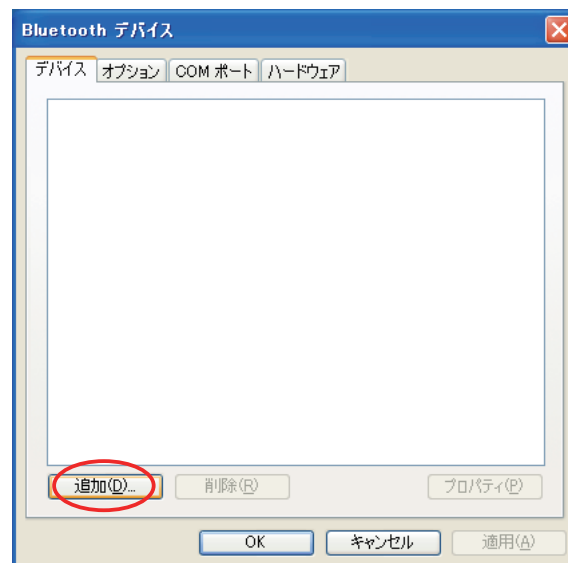 Bluetooth デバイス
デバイス オプション COM ポート ハードウェア
追加(D)... 削除(R) プロパティ(P)
OK キャンセル 適用(A)